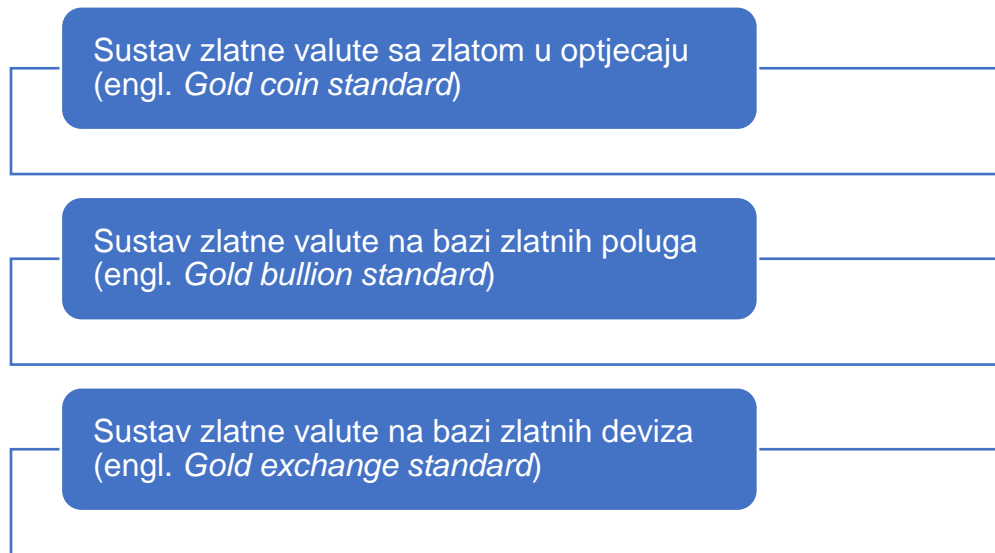 Sustav zlatne valute sa zlatom u optjecaju
(engl. Gold coin standard)
Sustav zlatne valute na bazi zlatnih poluga
(engl. Gold bullion standard)
Sustav zlatne valute na bazi zlatnih deviza
(engl. Gold exchange standard)